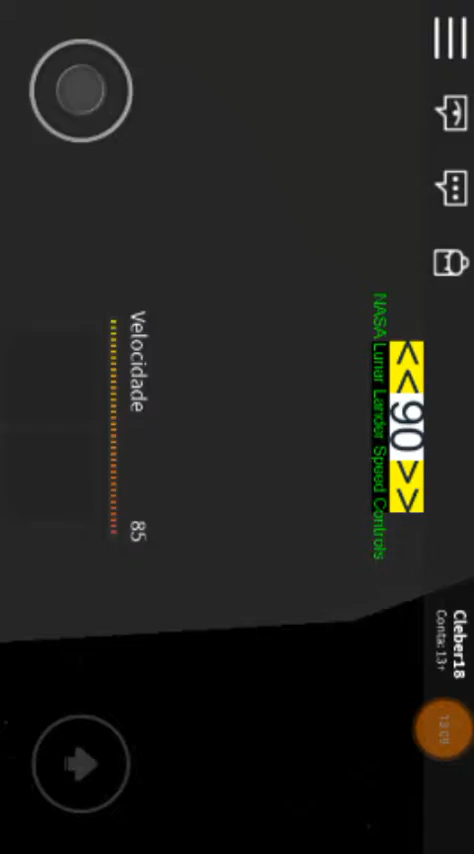 << 90 >>
NASA Lunar Lander Speed Controls
Cleber18
Conta: 13+
Velocidade 85